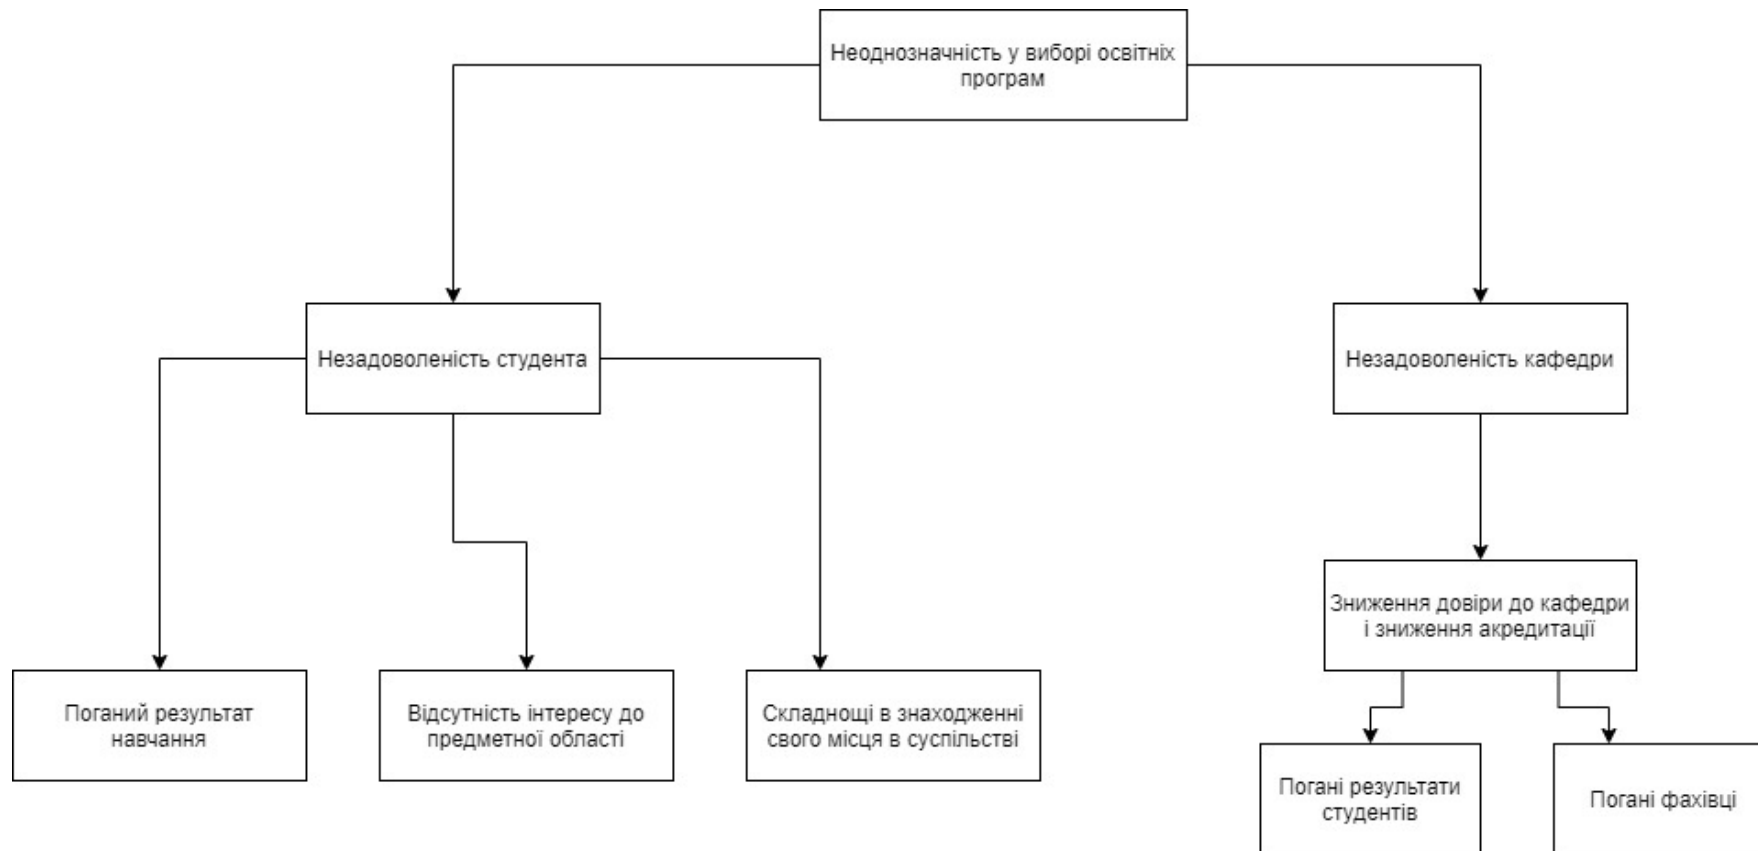 Неоднозначність у виборі освітніх
програм
Незадоволеність студента
Незадоволеність кафедри
Зниження довіри до кафедри
і зниження акредитації
Поганий результат
навчання
Відсутність інтересу до
предметної області
Складнощі в знаходженні
свого місця в суспільстві
Погані результати
студентів
Погані фахівці